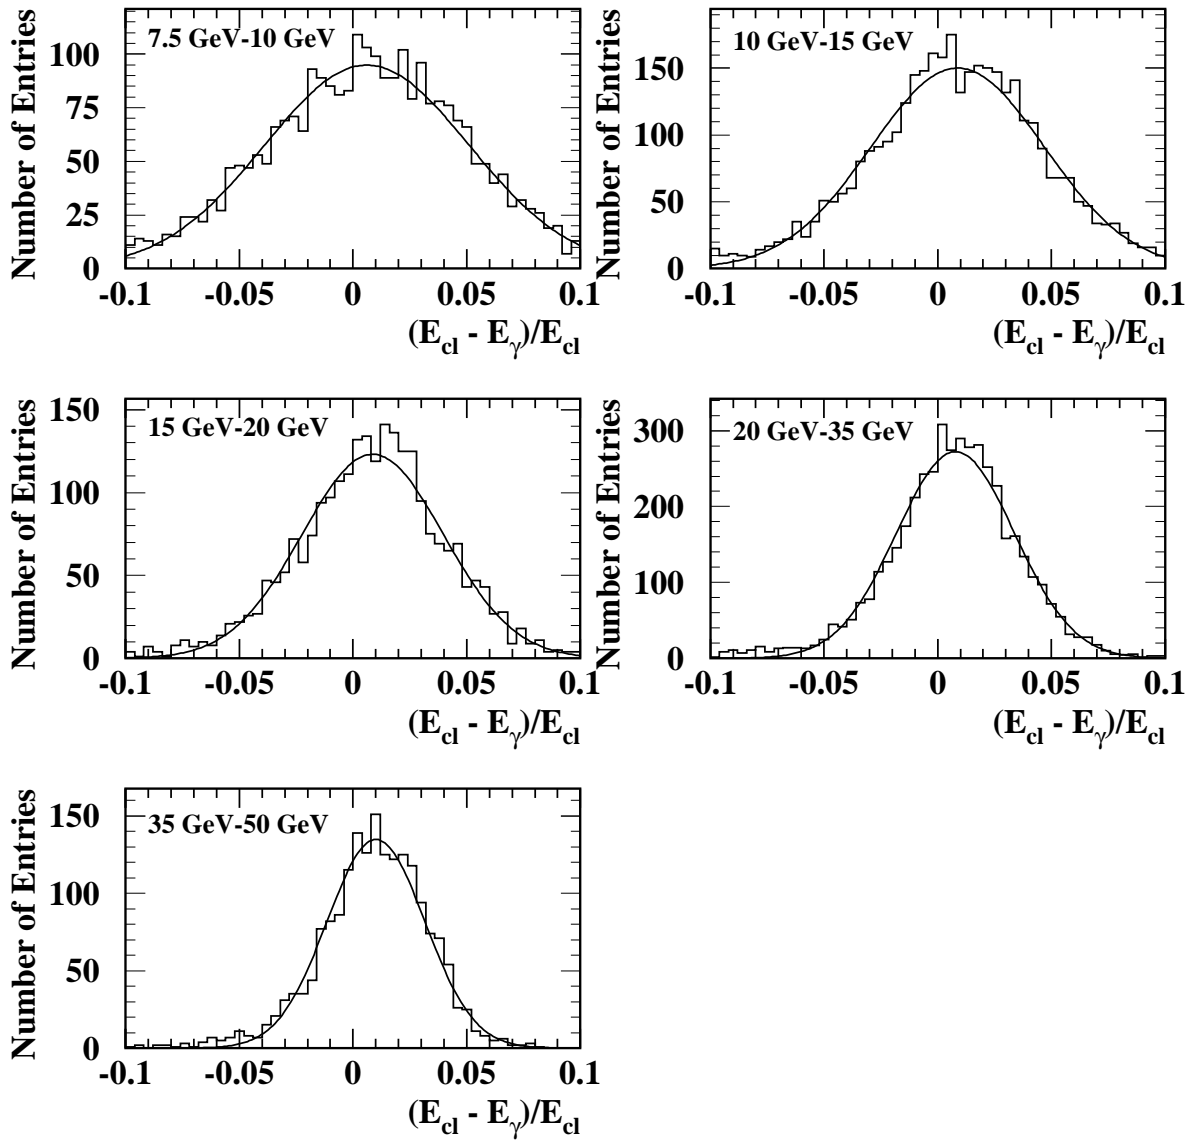 Number of Entries
7.5 GeV-10 GeV
100
75
50
25
0
-0.1 -0.05 0 0.05 0.1
(E_cl - E_γ)/E_cl
Number of Entries
10 GeV-15 GeV
150
100
50
0
-0.1 -0.05 0 0.05 0.1
(E_cl - E_γ)/E_cl
Number of Entries
15 GeV-20 GeV
150
100
50
0
-0.1 -0.05 0 0.05 0.1
(E_cl - E_γ)/E_cl
Number of Entries
20 GeV-35 GeV
300
200
100
0
-0.1 -0.05 0 0.05 0.1
(E_cl - E_γ)/E_cl
Number of Entries
35 GeV-50 GeV
150
100
50
0
-0.1 -0.05 0 0.05 0.1
(E_cl - E_γ)/E_cl